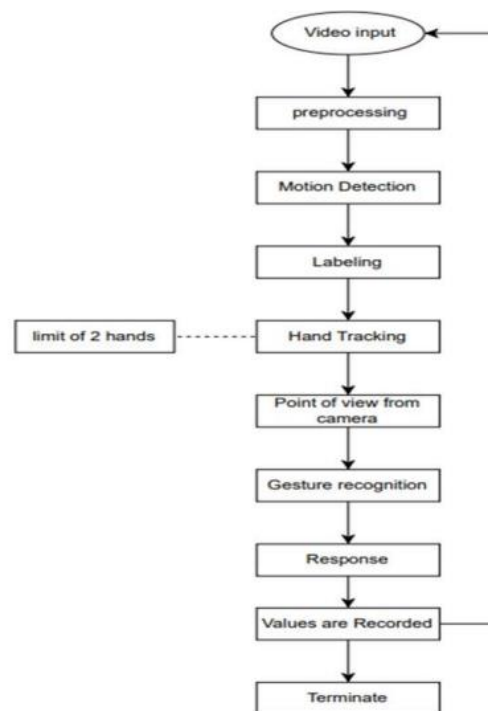 Video input
preprocessing
Motion Detection
Labeling
limit of 2 hands
Hand Tracking
Point of view from
camera
Gesture recognition
Response
Values are Recorded
Terminate